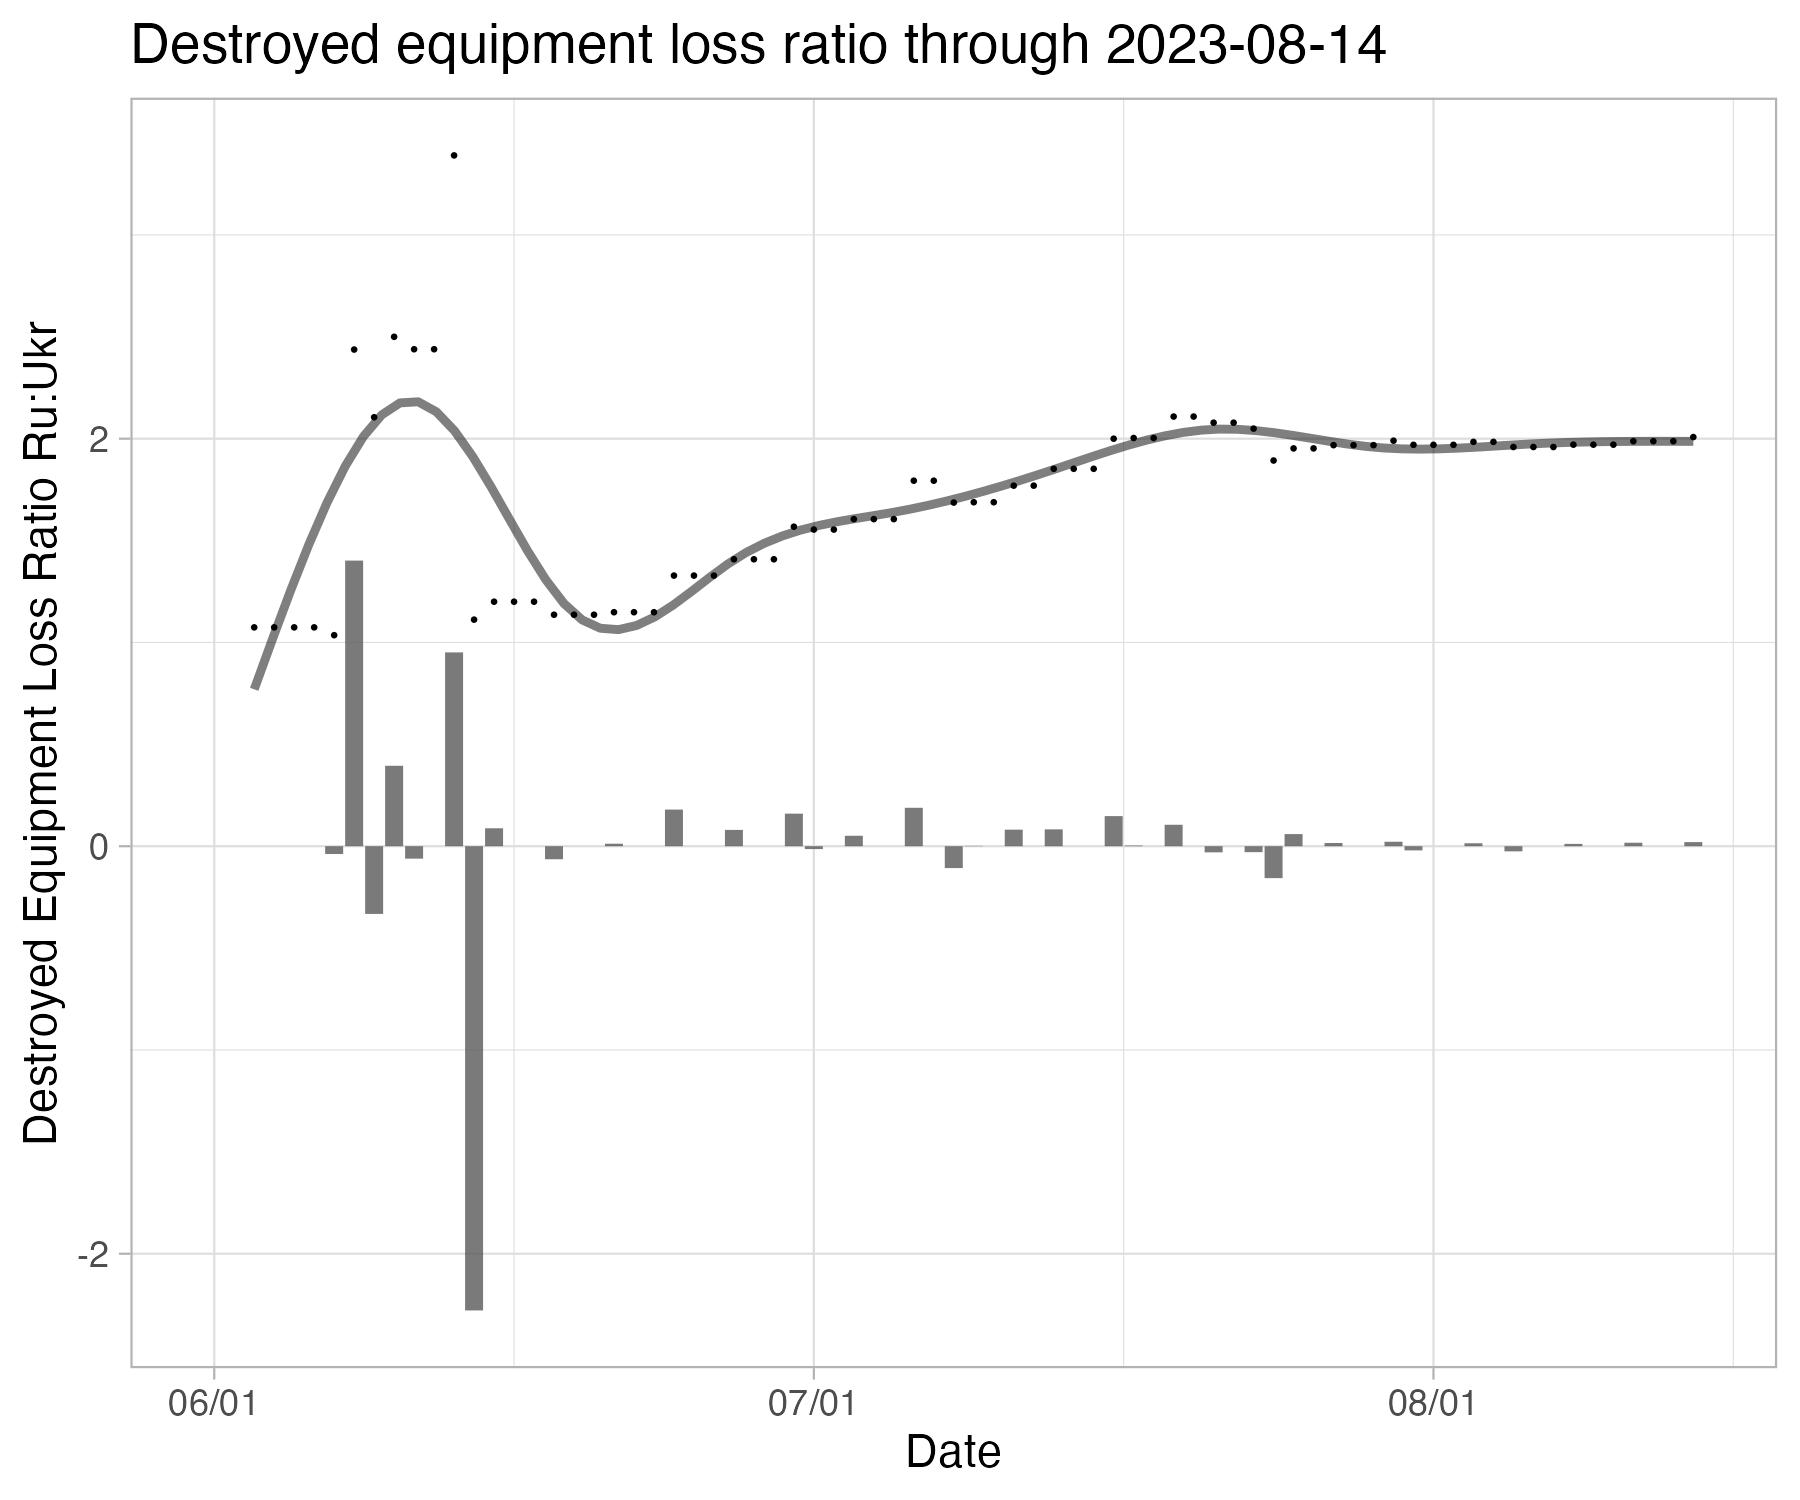 Destroyed equipment loss ratio through 2023-08-14
Destroyed Equipment Loss Ratio Ru:Ukr
2
0
-2
06/01
07/01
08/01
Date